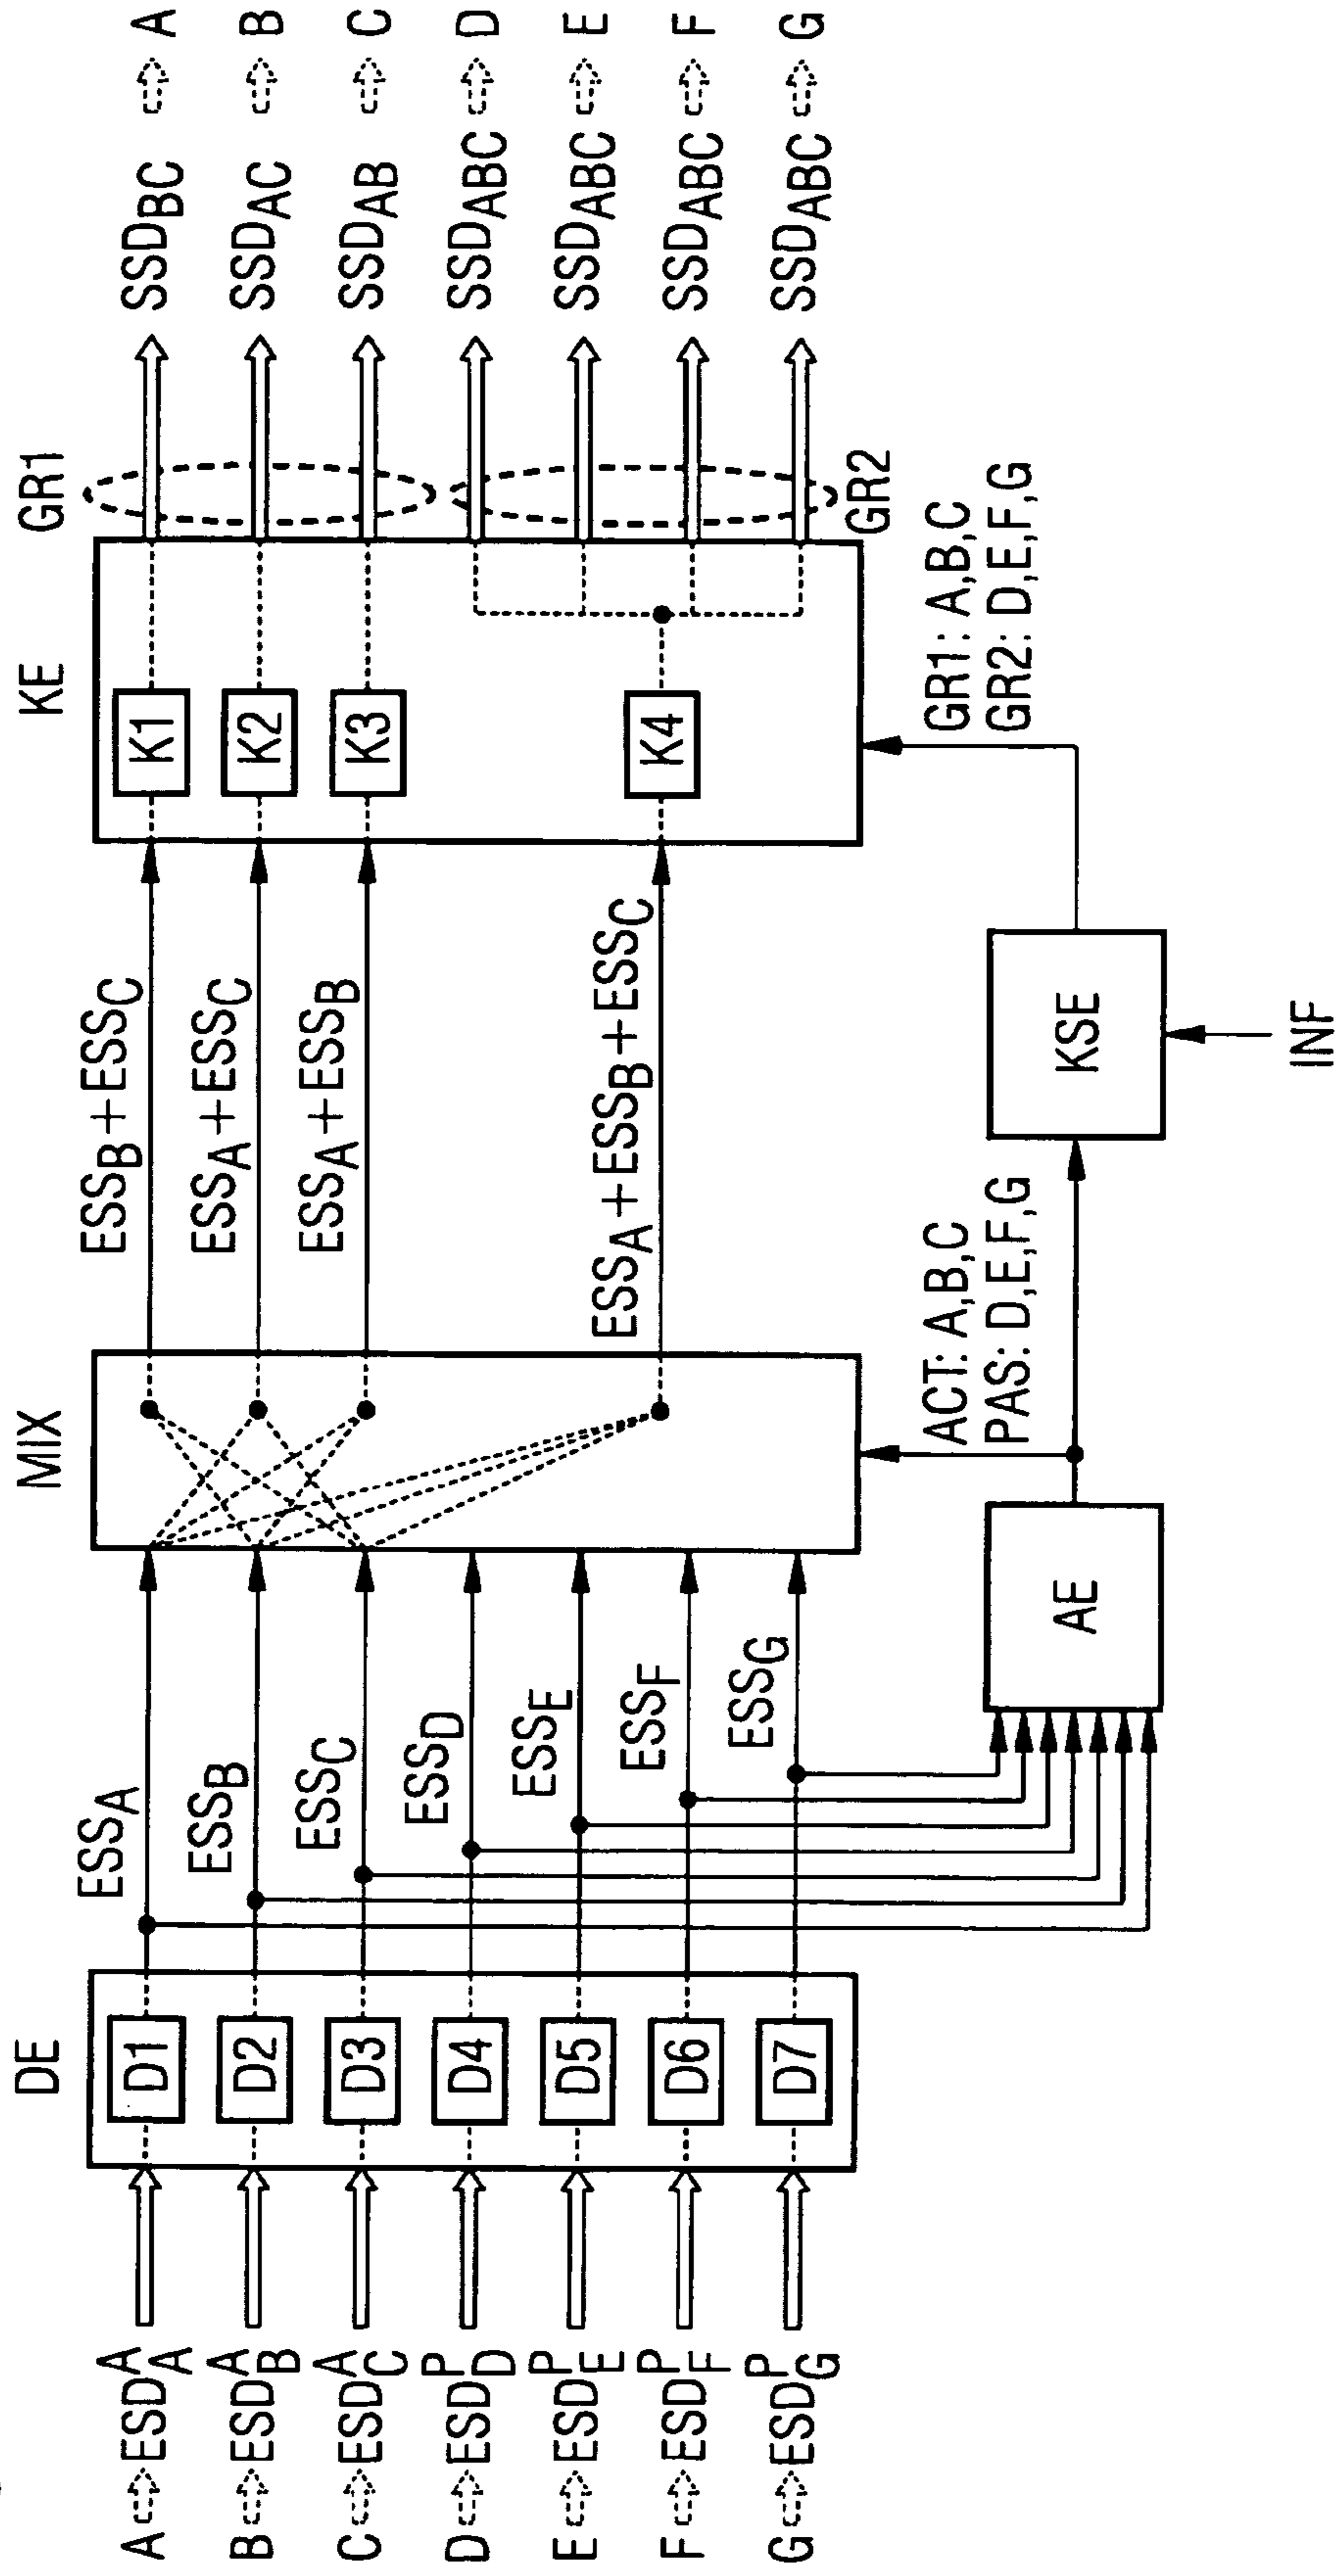 DE
MIX
KE
GR1
A ESD^A_A
B ESD^A_B
C ESD^A_C
D ESD^P_D
E ESD^P_E
F ESD^P_F
G ESD^P_G
D1
D2
D3
D4
D5
D6
D7
ESS_A
ESS_B
ESS_C
ESS_D
ESS_E
ESS_F
ESS_G
AE
ACT: A,B,C
PAS: D,E,F,G
ESS_B+ESS_C
ESS_A+ESS_C
ESS_A+ESS_B
ESS_A+ESS_B+ESS_C
KSE
INF
GR1: A,B,C
GR2: D,E,F,G
K1
K2
K3
K4
GR2
SSD_BC A
SSD_AC B
SSD_AB C
SSD_ABC D
SSD_ABC E
SSD_ABC F
SSD_ABC G